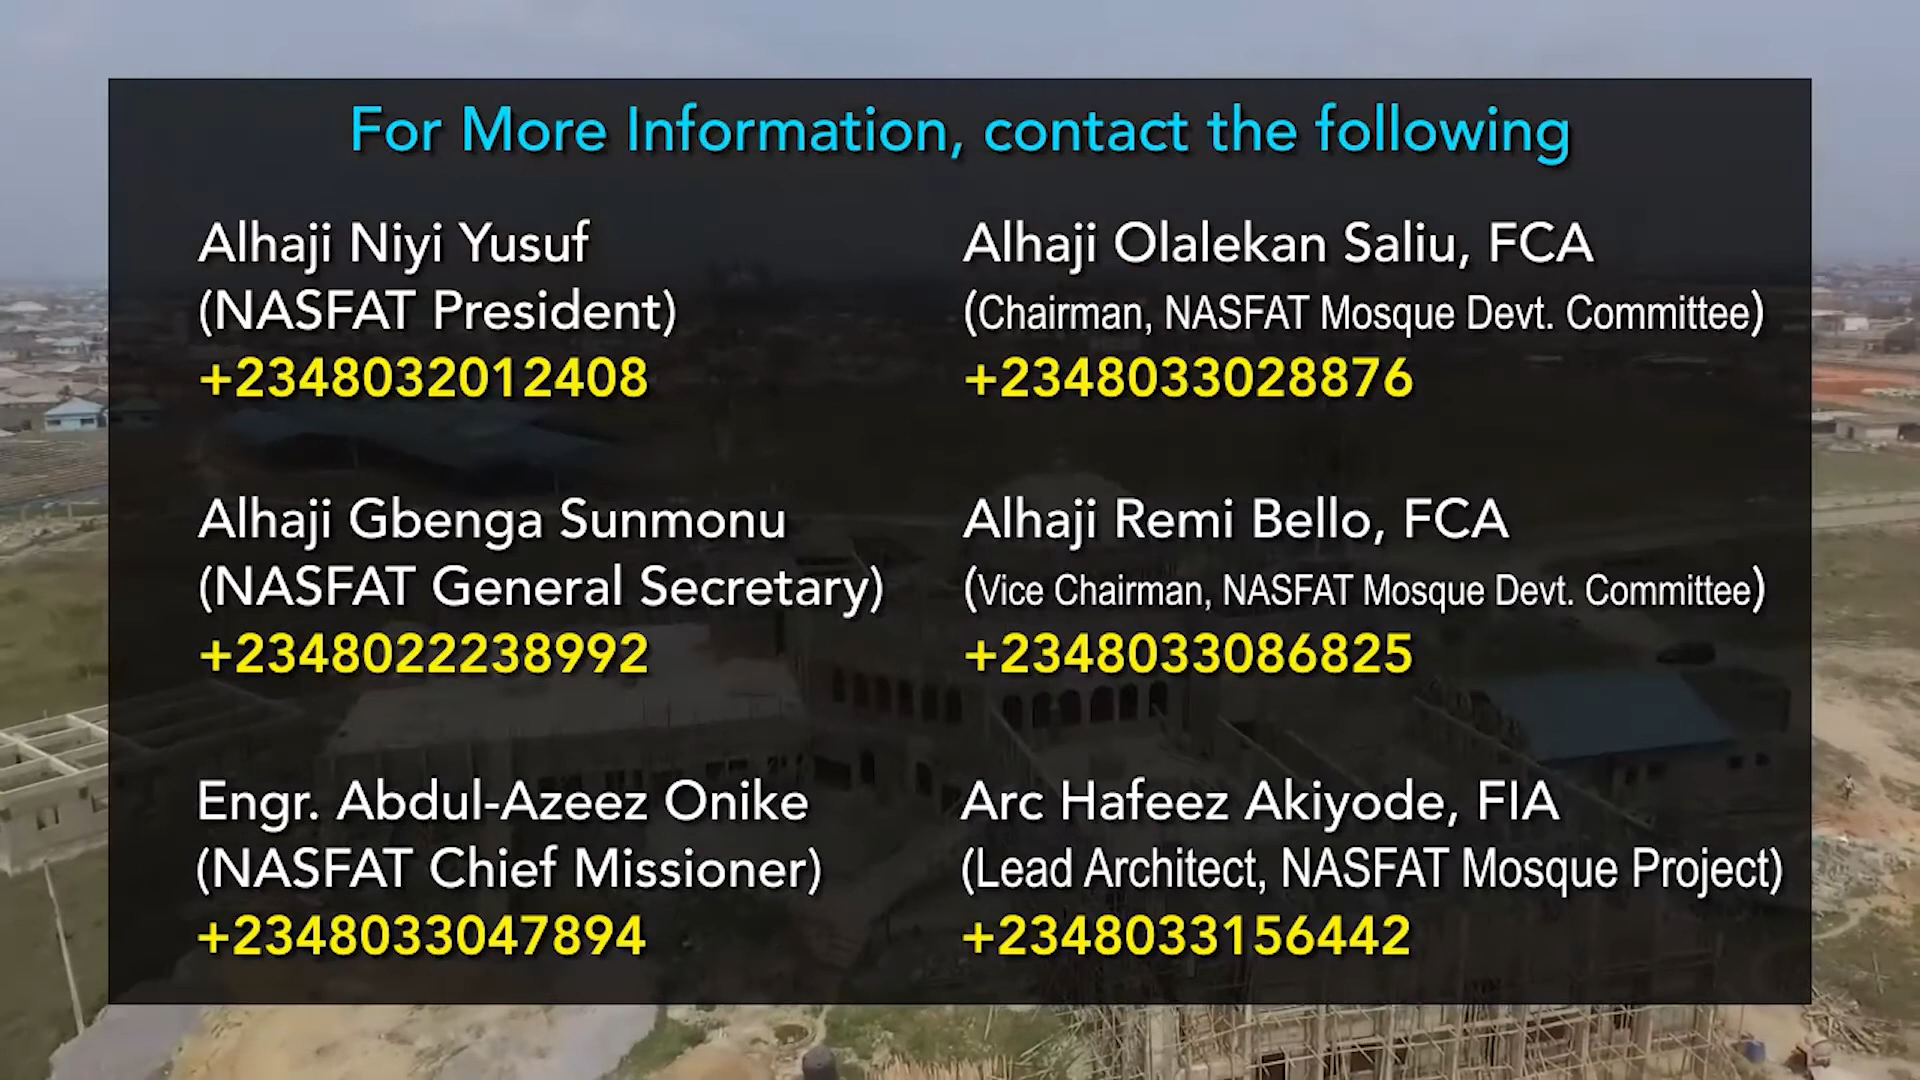 For More Information, contact the following
Alhaji Niyi Yusuf
(NASFAT President)
+2348032012408
Alhaji Olalekan Saliu, FCA
(Chairman, NASFAT Mosque Devt. Committee)
+2348033028876
Alhaji Gbenga Sunmonu
(NASFAT General Secretary)
+2348022238992
Alhaji Remi Bello, FCA
(Vice Chairman, NASFAT Mosque Devt. Committee)
+2348033086825
Engr. Abdul-Azeez Onike
(NASFAT Chief Missioner)
+2348033047894
Arc Hafeez Akiyode, FIA
(Lead Architect, NASFAT Mosque Project)
+2348033156442